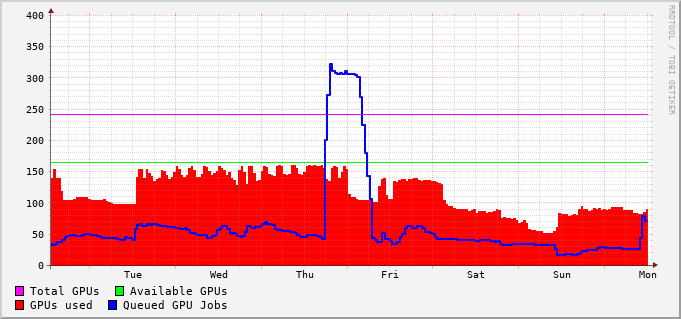 400
350
300
250
200
150
100
50
0
Tue Wed Thu Fri Sat Sun Mon
Total GPUs Available GPUs
GPUs used Queued GPU Jobs
RRDTOOL / TOBI OETIKER